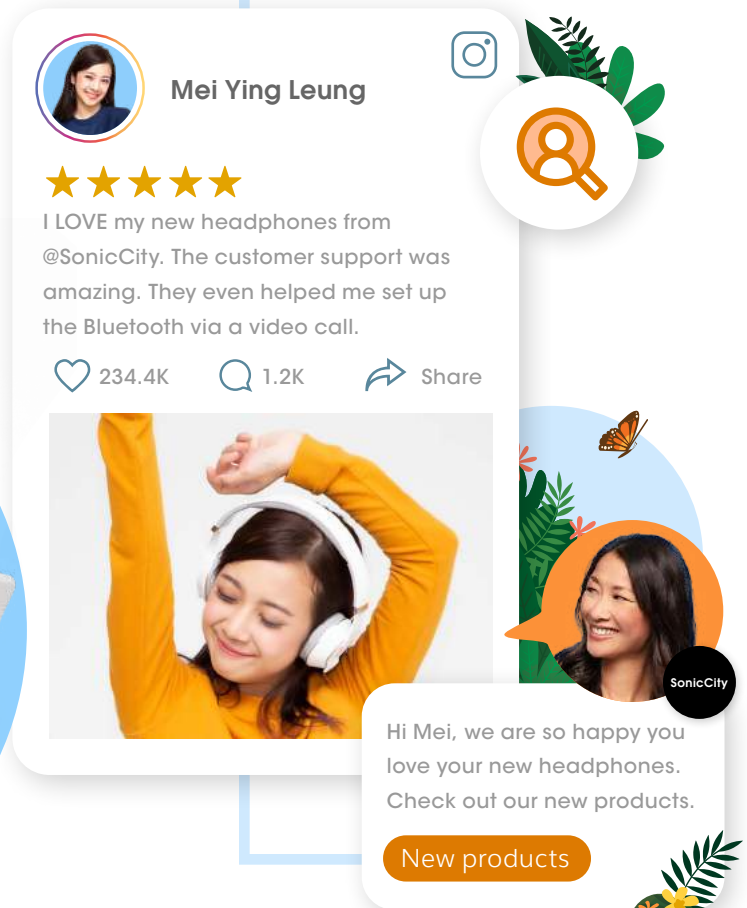 Mei Ying Leung
I LOVE my new headphones from
@SonicCity. The customer support was
amazing. They even helped me set up
the Bluetooth via a video call.
234.4K
1.2K
Share
SonicCity
Hi Mei, we are so happy you
love your new headphones.
Check out our new products.
New products